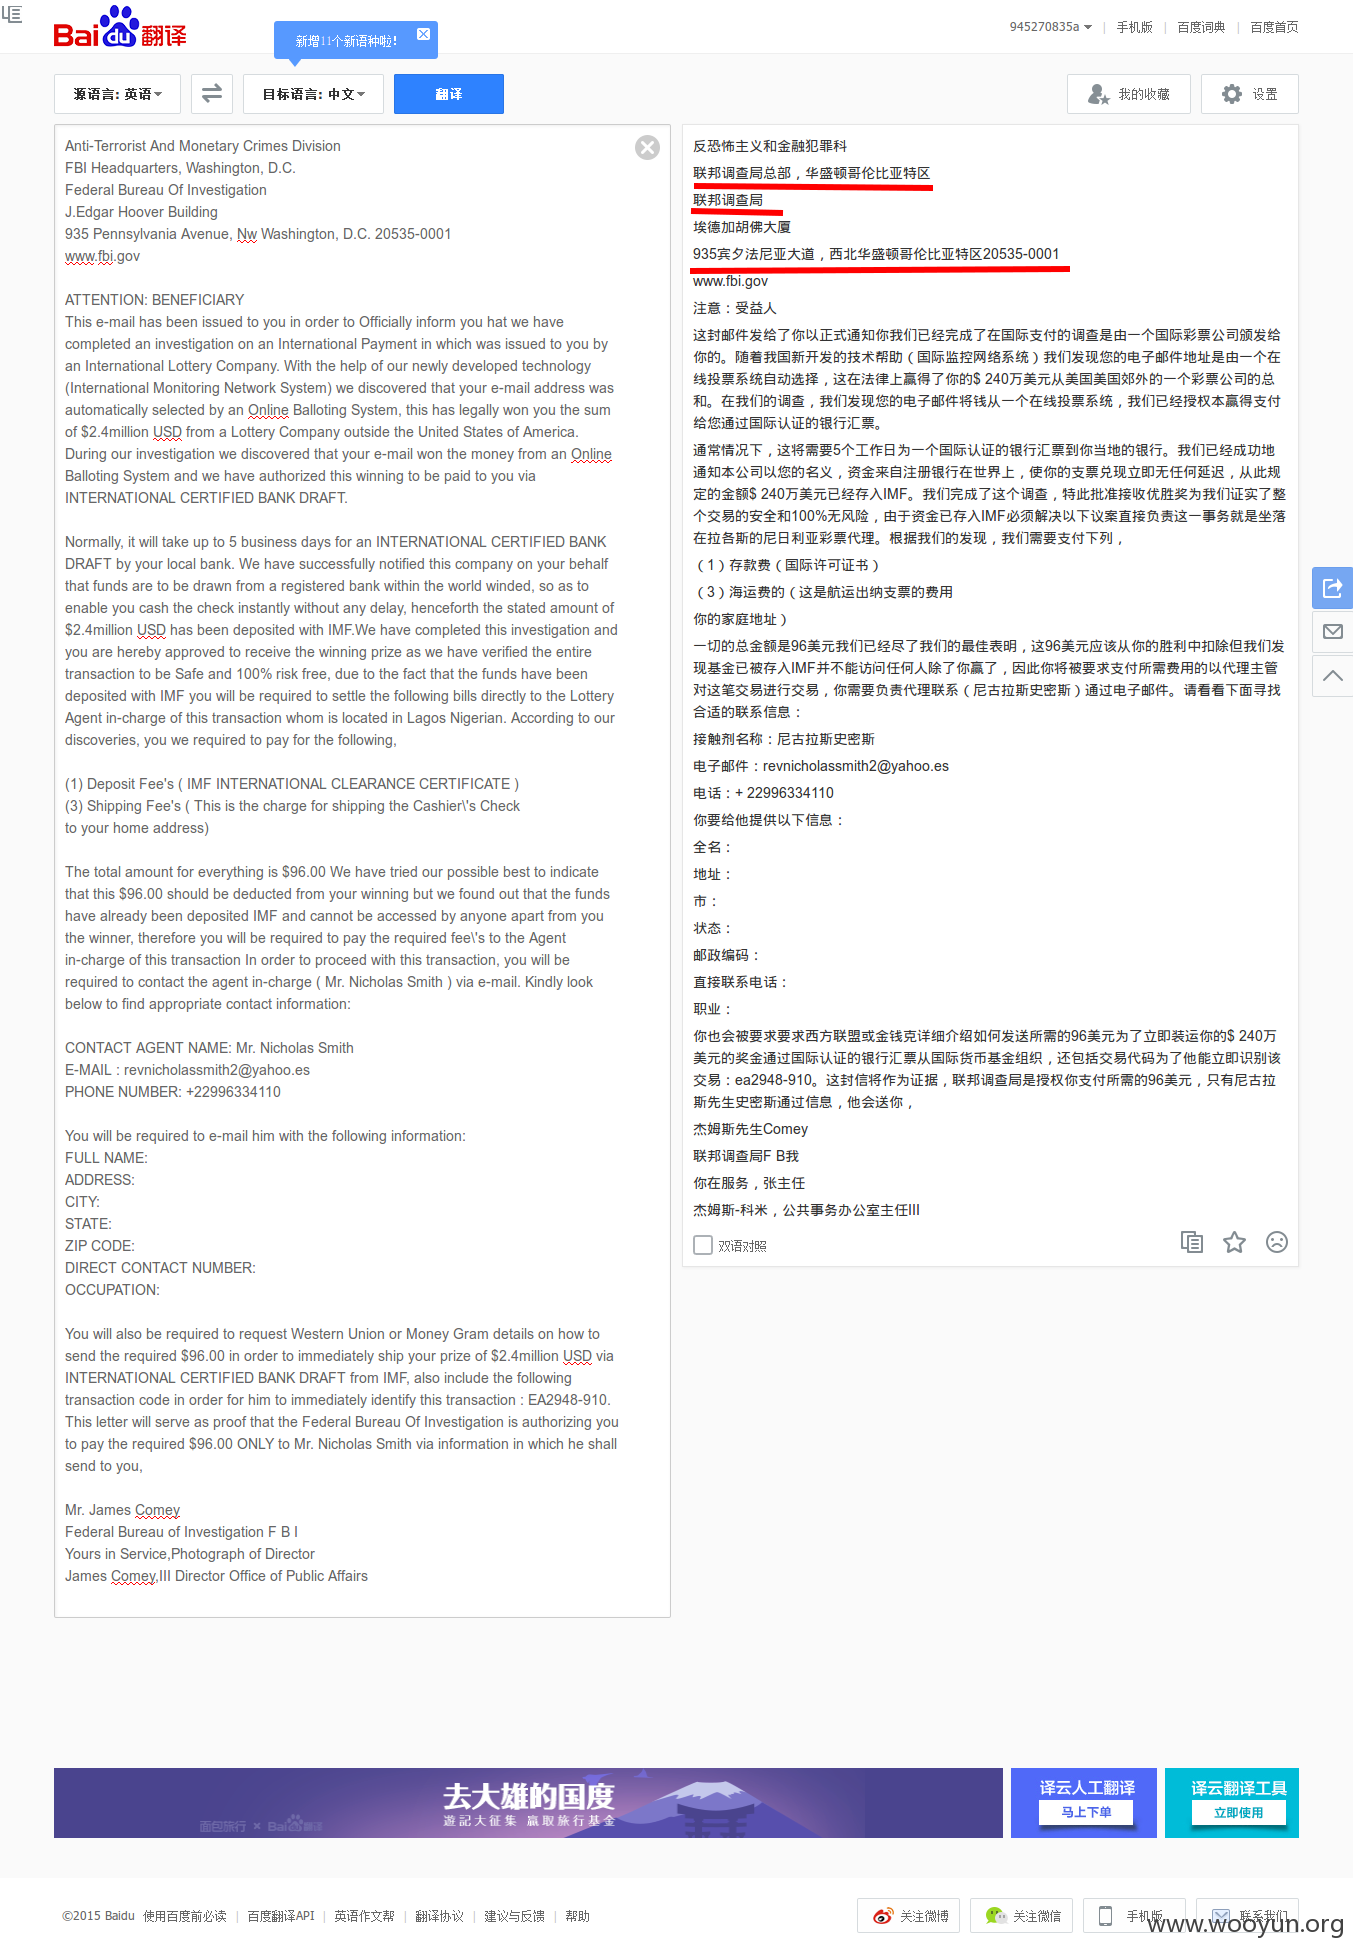 Baidu翻译
新增11个新语种啦!
945270835a
手机版
百度词典
百度首页
源语言: 英语
目标语言: 中文
翻译
我的收藏
设置
Anti-Terrorist And Monetary Crimes Division
FBI Headquarters, Washington, D.C.
Federal Bureau Of Investigation
J.Edgar Hoover Building
935 Pennsylvania Avenue, Nw Washington, D.C. 20535-0001
www.fbi.gov
ATTENTION: BENEFICIARY
This e-mail has been issued to you in order to Officially inform you hat we have
completed an investigation on an International Payment in which was issued to you by
an International Lottery Company. With the help of our newly developed technology
(International Monitoring Network System) we discovered that your e-mail address was
automatically selected by an Online Balloting System, this has legally won you the sum
of $2.4million USD from a Lottery Company outside the United States of America.
During our investigation we discovered that your e-mail won the money from an Online
Balloting System and we have authorized this winning to be paid to you via
INTERNATIONAL CERTIFIED BANK DRAFT.
Normally, it will take up to 5 business days for an INTERNATIONAL CERTIFIED BANK
DRAFT by your local bank. We have successfully notified this company on your behalf
that funds are to be drawn from a registered bank within the world winded, so as to
enable you cash the check instantly without any delay, henceforth the stated amount of
$2.4million USD has been deposited with IMF.We have completed this investigation and
you are hereby approved to receive the winning prize as we have verified the entire
transaction to be Safe and 100% risk free, due to the fact that the funds have been
deposited with IMF you will be required to settle the following bills directly to the Lottery
Agent in-charge of this transaction whom is located in Lagos Nigerian. According to our
discoveries, you we required to pay for the following,
(1) Deposit Fee's ( IMF INTERNATIONAL CLEARANCE CERTIFICATE )
(3) Shipping Fee's ( This is the charge for shipping the Cashier\'s Check
to your home address)
The total amount for everything is $96.00 We have tried our possible best to indicate
that this $96.00 should be deducted from your winning but we found out that the funds
have already been deposited IMF and cannot be accessed by anyone apart from you
the winner, therefore you will be required to pay the required fee\'s to the Agent
in-charge of this transaction In order to proceed with this transaction, you will be
required to contact the agent in-charge ( Mr. Nicholas Smith ) via e-mail. Kindly look
below to find appropriate contact information:
CONTACT AGENT NAME: Mr. Nicholas Smith
E-MAIL : revnicholassmith2@yahoo.es
PHONE NUMBER: +22996334110
You will be required to e-mail him with the following information:
FULL NAME:
ADDRESS:
CITY:
STATE:
ZIP CODE:
DIRECT CONTACT NUMBER:
OCCUPATION:
You will also be required to request Western Union or Money Gram details on how to
send the required $96.00 in order to immediately ship your prize of $2.4million USD via
INTERNATIONAL CERTIFIED BANK DRAFT from IMF, also include the following
transaction code in order for him to immediately identify this transaction : EA2948-910.
This letter will serve as proof that the Federal Bureau Of Investigation is authorizing you
to pay the required $96.00 ONLY to Mr. Nicholas Smith via information in which he shall
send to you,
Mr. James Comey
Federal Bureau of Investigation F B I
Yours in Service,Photograph of Director
James Comey,III Director Office of Public Affairs
反恐怖主义和金融犯罪科
联邦调查局总部，华盛顿哥伦比亚特区
联邦调查局
埃德加胡佛大厦
935宾夕法尼亚大道，西北华盛顿哥伦比亚特区20535-0001
www.fbi.gov
注意：受益人
这封邮件发给了你以正式通知你我们已经完成了在国际支付的调查是由一个国际彩票公司颁发给
你的。随着我国新开发的技术帮助（国际监控网络系统）我们发现您的电子邮件地址是由一个在
线投票系统自动选择，这在法律上赢得了你的$ 240万美元从美国美国郊外的一个彩票公司的总
和。在我们的调查，我们发现您的电子邮件将钱从一个在线投票系统，我们已经授权本赢得支付
给您通过国际认证的银行汇票。
通常情况下，这将需要5个工作日为一个国际认证的银行汇票到你当地的银行。我们已经成功地
通知本公司以您的名义，资金来自注册银行在世界上，使你的支票兑现立即无任何延迟，从此规
定的金额$ 240万美元已经存入IMF。我们完成了这个调查，特此批准接收优胜奖为我们证实了整
个交易的安全和100%无风险，由于资金已存入IMF必须解决以下议案直接负责这一事务就是坐落
在拉各斯的尼日利亚彩票代理。根据我们的发现，我们需要支付下列，
（1）存款费（国际许可证书）
（3）海运费的（这是航运出纳支票的费用
你的家庭地址）
一切的总金额是96美元我们已经尽了我们的最佳表明，这96美元应该从你的胜利中扣除但我们发
现基金已被存入IMF并不能访问任何人除了你赢了，因此你将被要求支付所需费用的以代理主管
对这笔交易进行交易，你需要负责代理联系（尼古拉斯史密斯）通过电子邮件。请看看下面寻找
合适的联系信息：
接触剂名称：尼古拉斯史密斯
电子邮件：revnicholassmith2@yahoo.es
电话：+ 22996334110
你要给他提供以下信息：
全名：
地址：
市：
状态：
邮政编码：
直接联系电话：
职业：
你也会被要求要求西方联盟或金钱克详细介绍如何发送所需的96美元为了立即装运你的$ 240万
美元的奖金通过国际认证的银行汇票从国际货币基金组织，还包括交易代码为了他能立即识别该
交易：ea2948-910。这封信将作为证据，联邦调查局是授权你支付所需的96美元，只有尼古拉
斯先生史密斯通过信息，他会送你，
杰姆斯先生Comey
联邦调查局F B我
你在服务，张主任
杰姆斯-科米，公共事务办公室主任III
双语对照
去大雄的国度
遊記大征集 赢取旅行基金
面包旅行 × Baidu翻译
译云人工翻译
马上下单
译云翻译工具
立即使用
©2015 Baidu 使用百度前必读 | 百度翻译API | 英语作文帮 | 翻译协议 | 建议与反馈 | 帮助
关注微博
关注微信
手机版
联系我们
www.wooyun.org